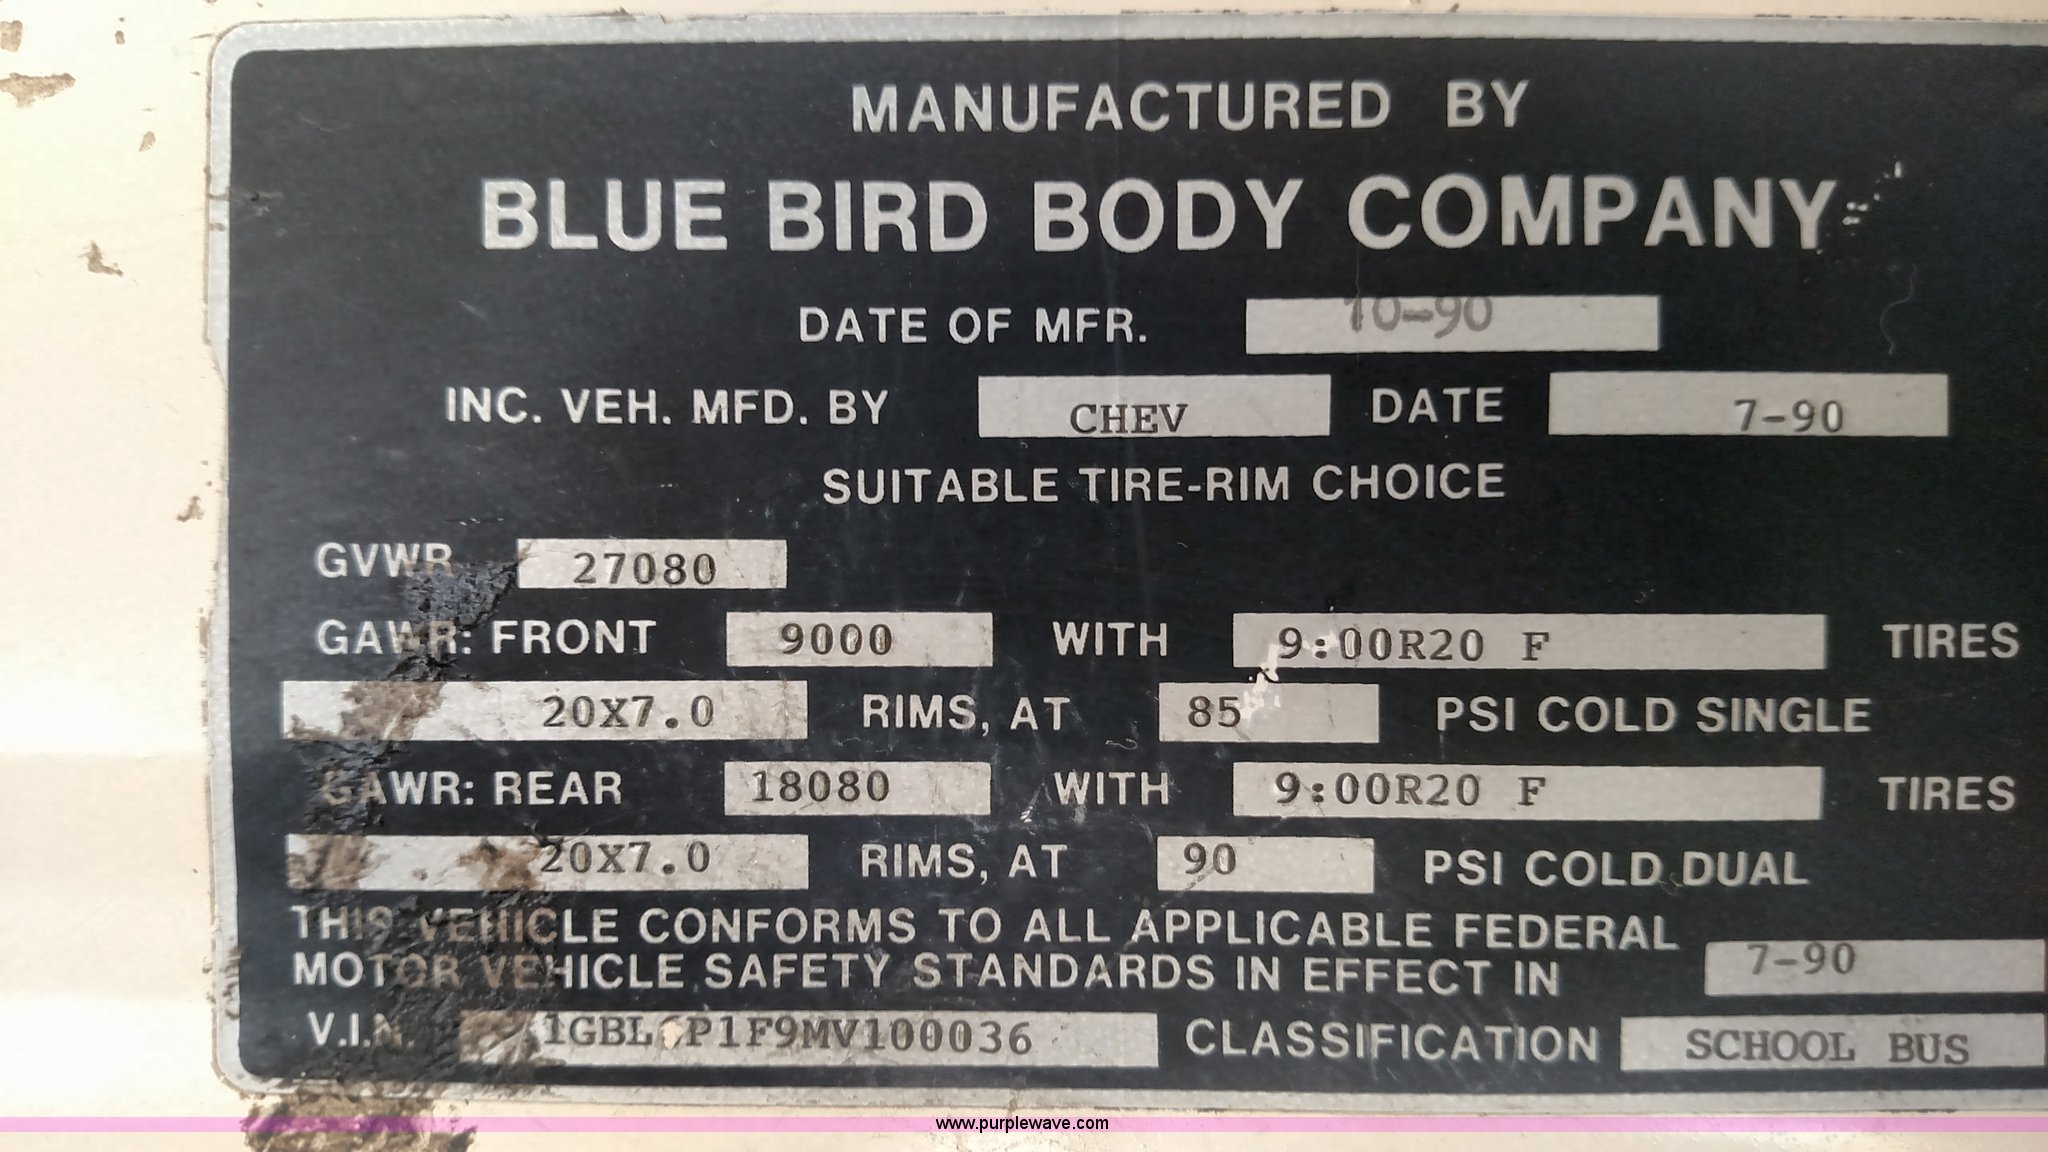 MANUFACTURED BY
BLUE BIRD BODY COMPANY
DATE OF MFR. 10-90
INC. VEH. MFD. BY CHEV DATE 7-90
SUITABLE TIRE-RIM CHOICE
GVWR 27080
GAWR: FRONT 9000 WITH 9:00R20 F TIRES
20X7.0 RIMS, AT 85 PSI COLD SINGLE
GAWR: REAR 18080 WITH 9:00R20 F TIRES
20X7.0 RIMS, AT 90 PSI COLD DUAL
THIS VEHICLE CONFORMS TO ALL APPLICABLE FEDERAL
MOTOR VEHICLE SAFETY STANDARDS IN EFFECT IN 7-90
V.I.N. 1GBL6P1F9MV100036 CLASSIFICATION SCHOOL BUS
www.purplewave.com